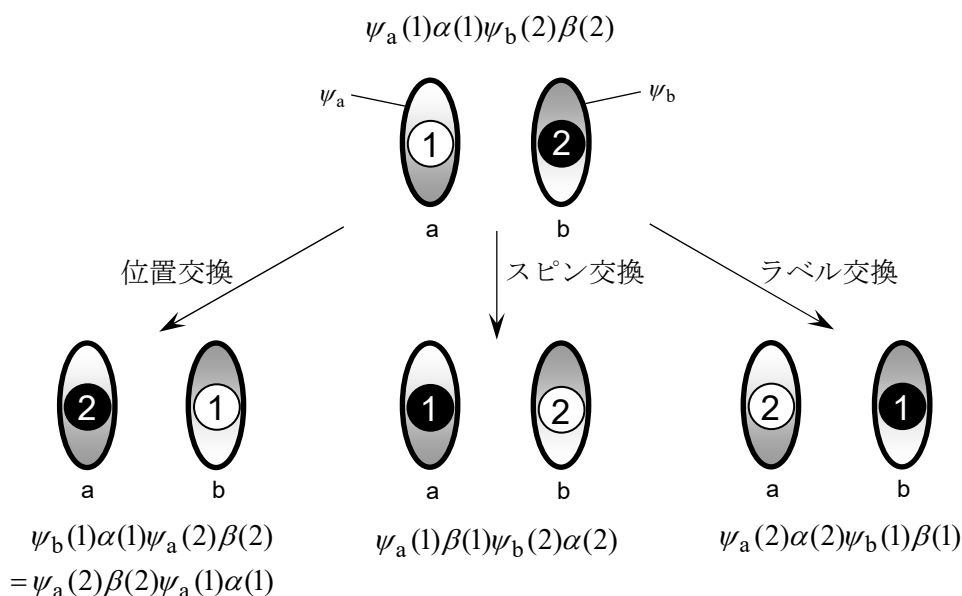 ψa(1)α(1)ψb(2)β(2)
ψa
ψb
1
2
a
b
位置交換
スピン交換
ラベル交換
2
1
1
2
2
1
a
b
a
b
a
b
ψb(1)α(1)ψa(2)β(2)
=ψa(2)β(2)ψa(1)α(1)
ψa(1)β(1)ψb(2)α(2)
ψa(2)α(2)ψb(1)β(1)